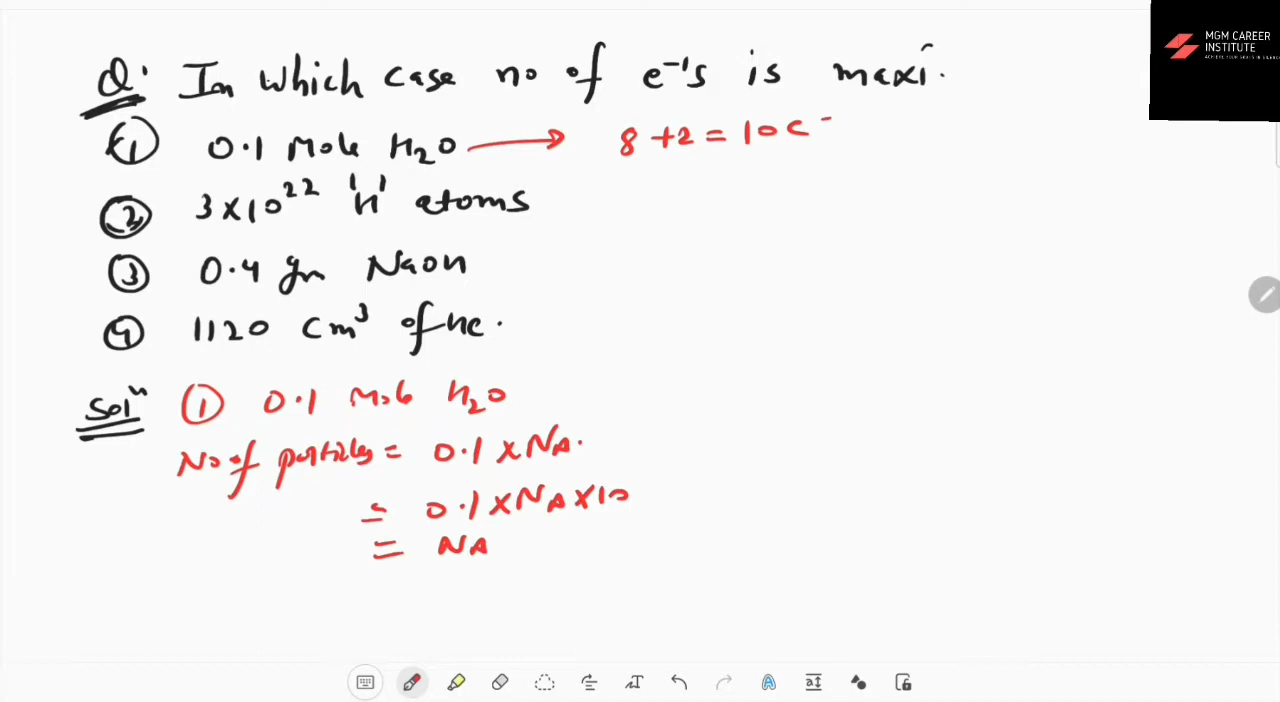 MGM CAREER
INSTITUTE
Q. In which case no of e⁻'s is maxi.
① 0.1 Mole H₂O → 8+2 = 10e⁻
② 3×10²² 'H' atoms
③ 0.4 gm NaOH
④ 1120 cm³ of He.
Solⁿ ① 0.1 Mole H₂O
No of particles = 0.1 × NA.
= 0.1 × NA × 10
= NA